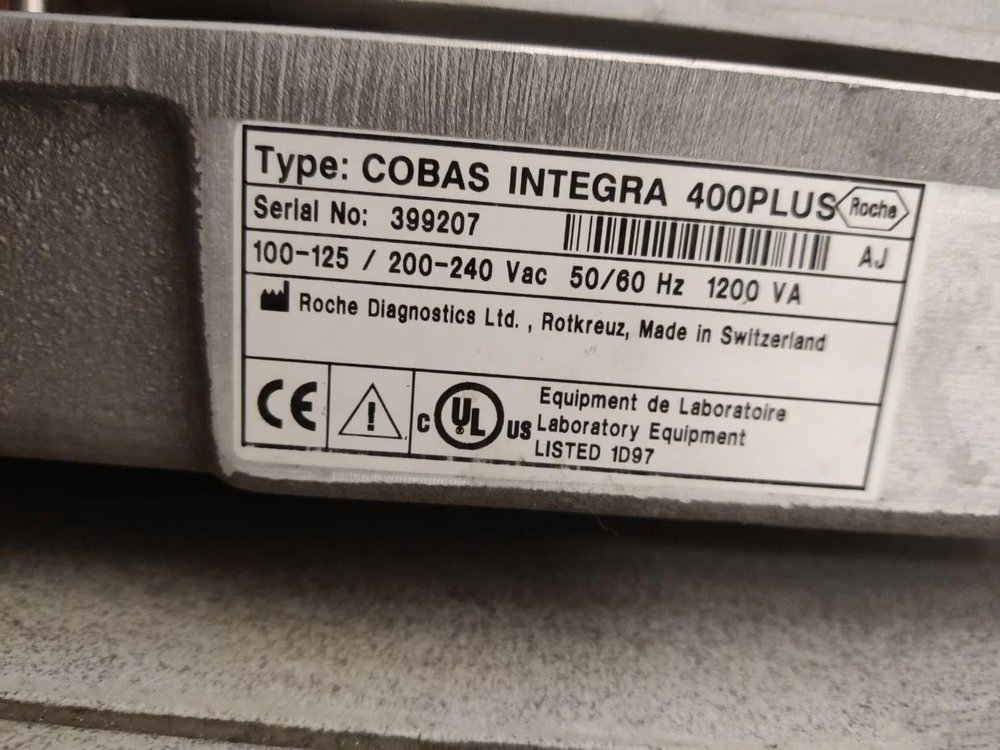 Type: COBAS INTEGRA 400PLUS Roche
Serial No: 399207 AJ
100-125 / 200-240 Vac 50/60 Hz 1200 VA
Roche Diagnostics Ltd. , Rotkreuz, Made in Switzerland
CE ! C UL US
Equipment de Laboratoire
Laboratory Equipment
LISTED 1D97